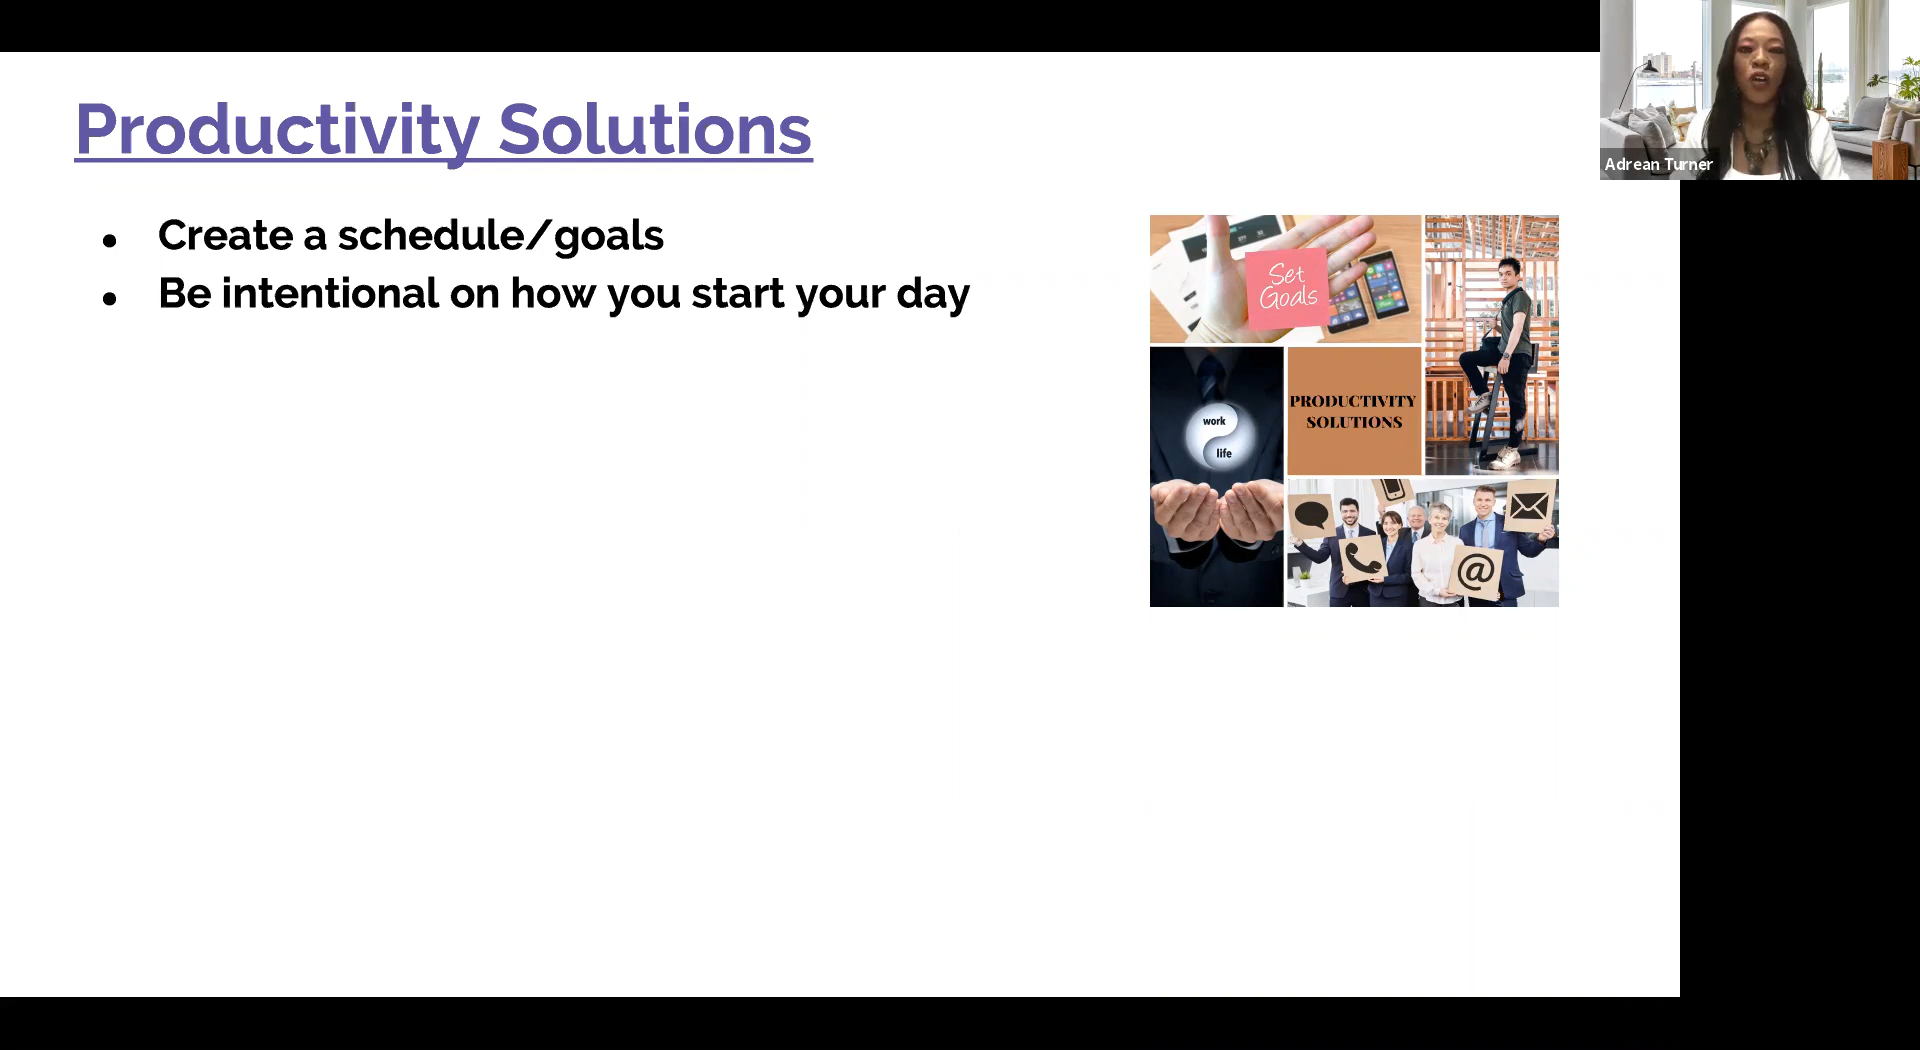 Productivity Solutions
Adrean Turner
● Create a schedule/goals
● Be intentional on how you start your day
Set
Goals
work
life
PRODUCTIVITY
SOLUTIONS
@